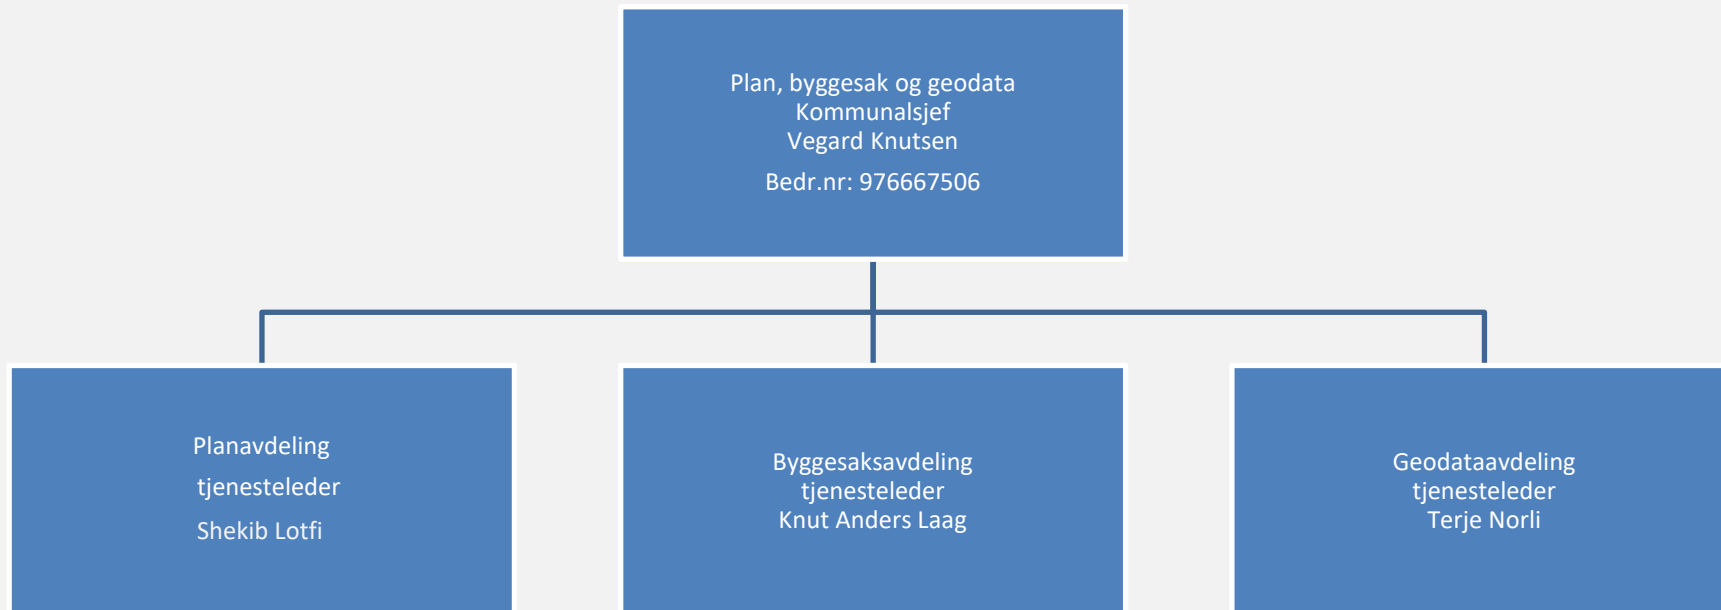 Plan, byggesak og geodata
Kommunalsjef
Vegard Knutsen
Bedr.nr: 976667506
Planavdeling
tjenesteleder
Shekib Lotfi
Byggesaksavdeling
tjenesteleder
Knut Anders Laag
Geodataavdeling
tjenesteleder
Terje Norli